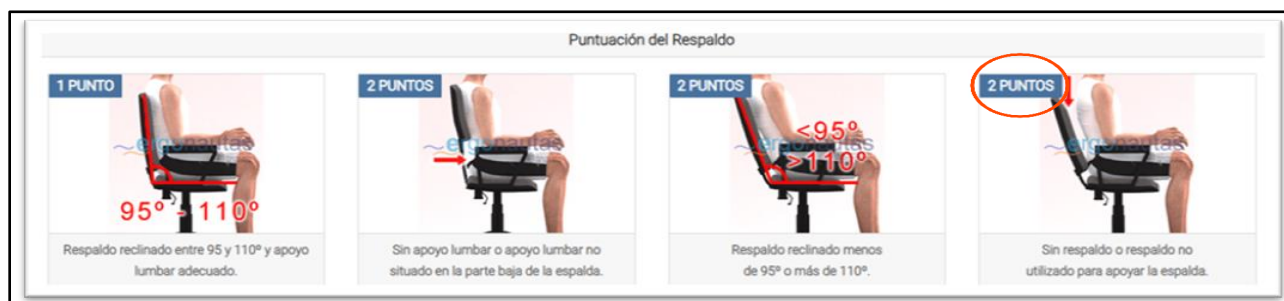 Puntuación del Respaldo
1 PUNTO
2 PUNTOS
2 PUNTOS
2 PUNTOS
ergonautas
ergonautas
ergonautas
ergonautas
95º - 110º
<95º
>110º
Respaldo reclinado entre 95 y 110º y apoyo
lumbar adecuado.
Sin apoyo lumbar o apoyo lumbar no
situado en la parte baja de la espalda.
Respaldo reclinado menos
de 95º o más de 110º.
Sin respaldo o respaldo no
utilizado para apoyar la espalda.